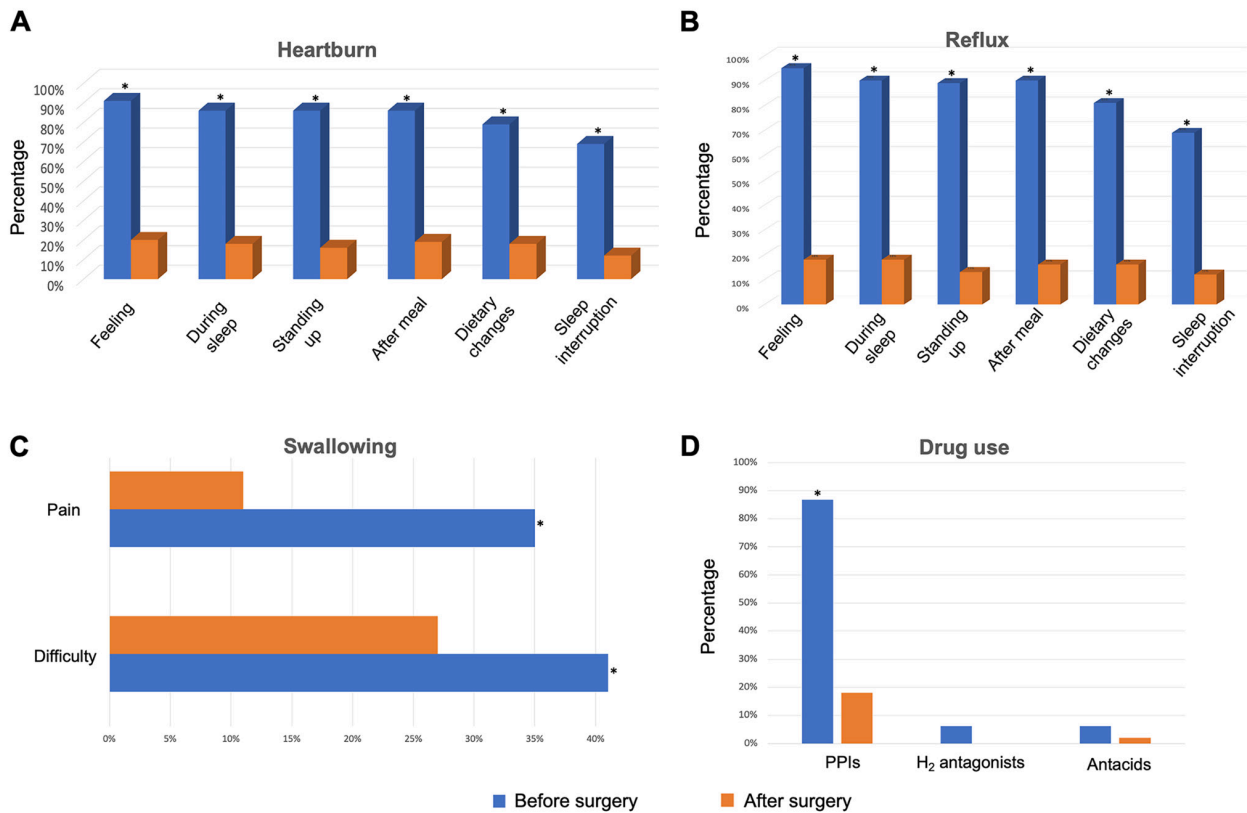 A
Heartburn
*
*
*
*
*
*
Percentage
100%
90%
80%
70%
60%
50%
40%
30%
20%
10%
0%
Feeling
During
sleep
Standing
up
After meal
Dietary
changes
Sleep
interruption
B
Reflux
*
*
*
*
*
*
Percentage
100%
90%
80%
70%
60%
50%
40%
30%
20%
10%
0%
Feeling
During
sleep
Standing
up
After meal
Dietary
changes
Sleep
interruption
C
Swallowing
Pain
*
Difficulty
*
0% 5% 10% 15% 20% 25% 30% 35% 40%
D
Drug use
Percentage
100%
90%
80%
70%
60%
50%
40%
30%
20%
10%
0%
*
PPIs H₂ antagonists Antacids
Before surgery After surgery